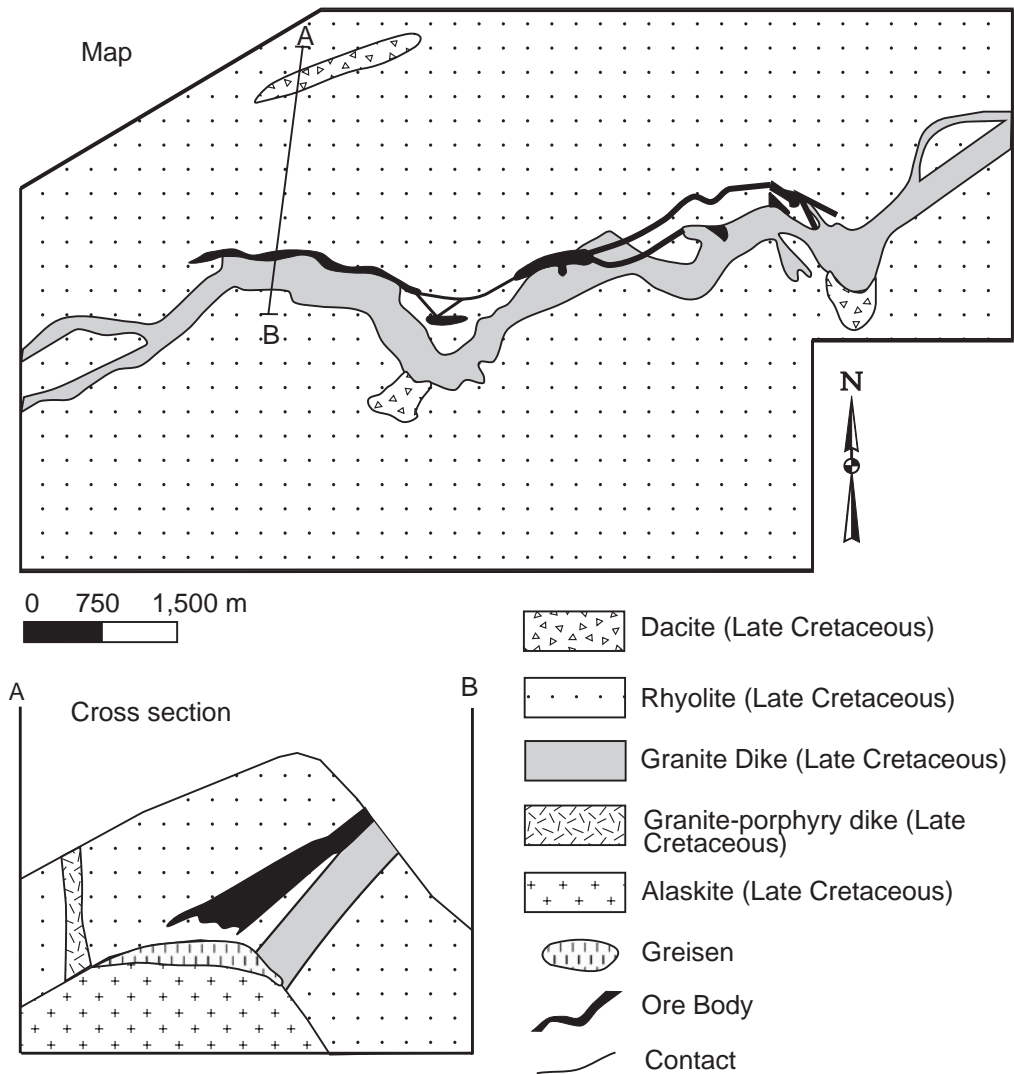 Map
A
B
N
0 750 1,500 m
A
B
Cross section
Dacite (Late Cretaceous)
Rhyolite (Late Cretaceous)
Granite Dike (Late Cretaceous)
Granite-porphyry dike (Late
Cretaceous)
Alaskite (Late Cretaceous)
Greisen
Ore Body
Contact